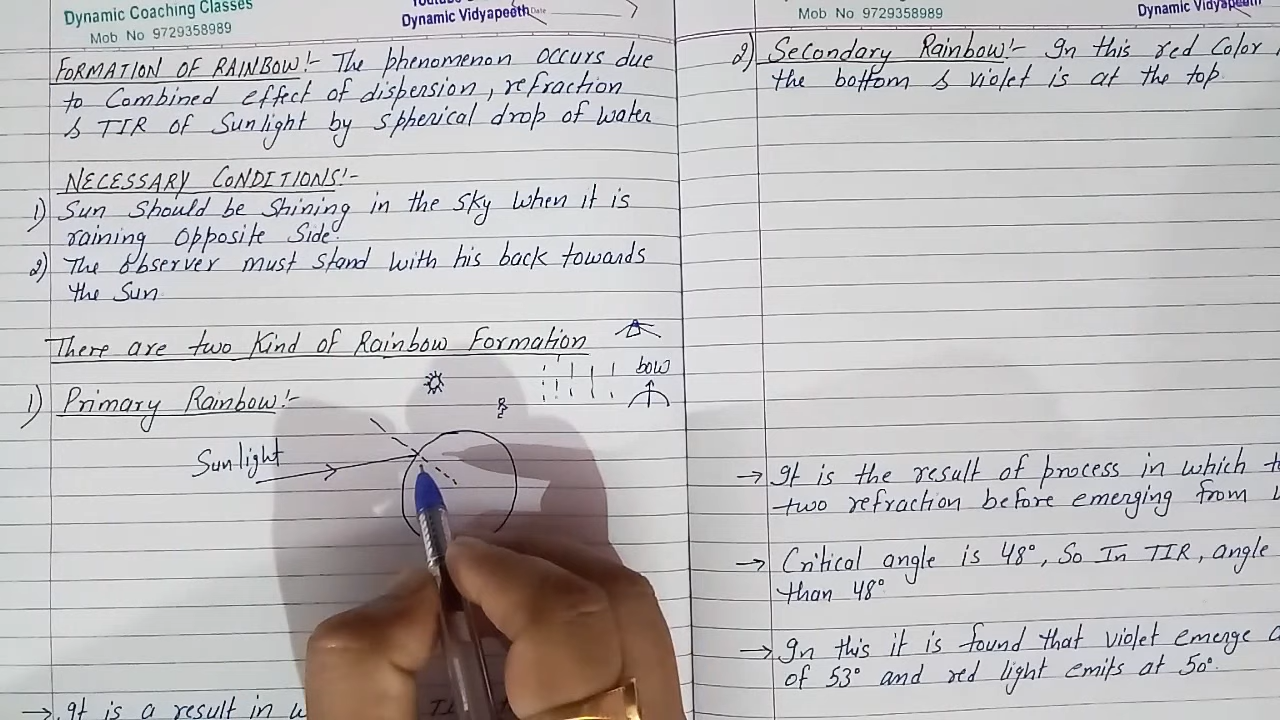 Dynamic Coaching Classes
Mob No 9729358989
Dynamic Vidyapeeth
Date
FORMATION OF RAINBOW:- The phenomenon occurs due
to Combined effect of dispersion, refraction
& TIR of Sunlight by Spherical drop of water
NECESSARY CONDITIONS:-
1) Sun Should be Shining in the Sky When it is
raining Opposite Side.
2) The Observer must Stand with his back towards
the Sun.
There are two Kind of Rainbow Formation
bow
1) Primary Rainbow:-
Sunlight
→ It is a result in
Mob No 9729358989
Dynamic Vidyapeeth
2) Secondary Rainbow:- In this red Color
the bottom & violet is at the top.
→ It is the result of process in which
two refraction before emerging from
→ Critical angle is 48°, So In TIR, angle
than 48°
→ In this it is found that violet emerge
of 53° and red light emits at 50°.